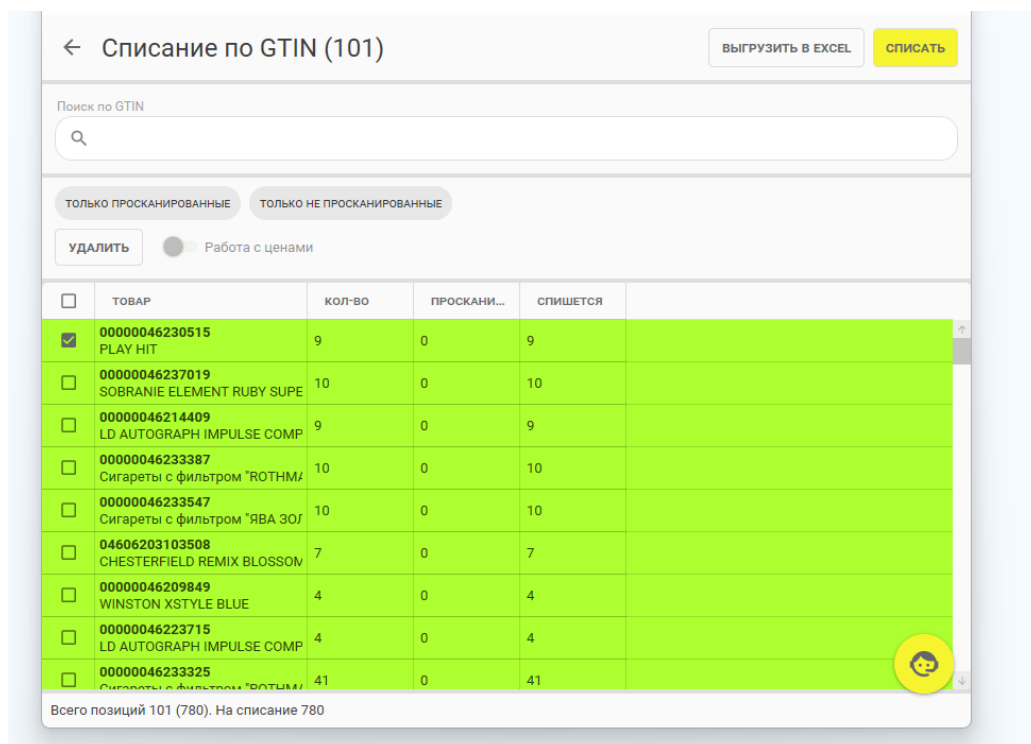 Списание по GTIN (101)
ВЫГРУЗИТЬ В EXCEL
СПИСАТЬ
Поиск по GTIN
ТОЛЬКО ПРОСКАНИРОВАННЫЕ
ТОЛЬКО НЕ ПРОСКАНИРОВАННЫЕ
УДАЛИТЬ
Работа с ценами
ТОВАР КОЛ-ВО ПРОСКАНИ... СПИШЕТСЯ
00000046230515
PLAY HIT
9 0 9
00000046237019
SOBRANIE ELEMENT RUBY SUPE
10 0 10
00000046214409
LD AUTOGRAPH IMPULSE COMP
9 0 9
00000046233387
Сигареты с фильтром "ROTHMA
10 0 10
00000046233547
Сигареты с фильтром "ЯВА ЗОЛ
10 0 10
04606203103508
CHESTERFIELD REMIX BLOSSOM
7 0 7
00000046209849
WINSTON XSTYLE BLUE
4 0 4
00000046223715
LD AUTOGRAPH IMPULSE COMP
4 0 4
00000046233325
Сигареты с фильтром "ROTHMA
41 0 41
Всего позиций 101 (780). На списание 780